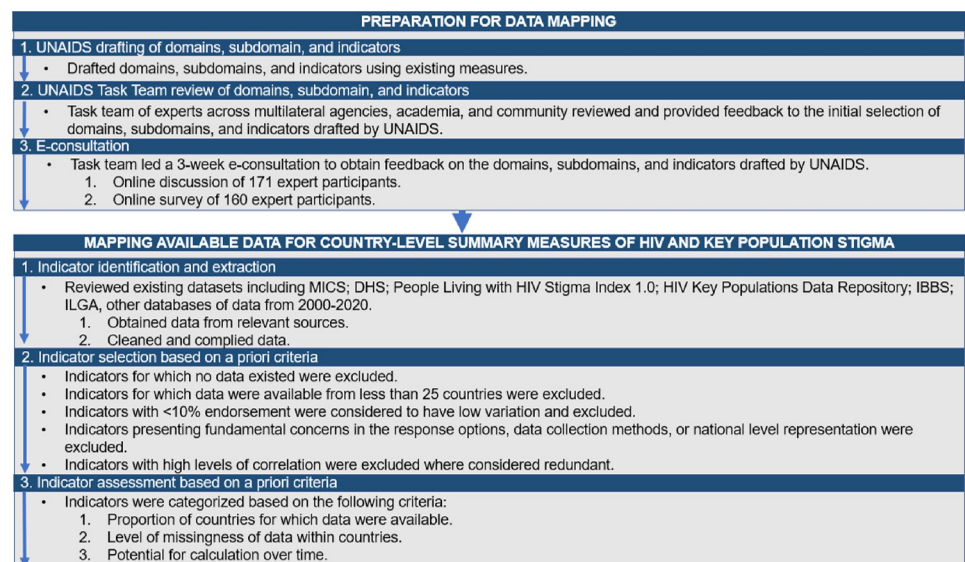 PREPARATION FOR DATA MAPPING
1. UNAIDS drafting of domains, subdomain, and indicators
• Drafted domains, subdomains, and indicators using existing measures.
2. UNAIDS Task Team review of domains, subdomain, and indicators
• Task team of experts across multilateral agencies, academia, and community reviewed and provided feedback to the initial selection of
domains, subdomains, and indicators drafted by UNAIDS.
3. E-consultation
• Task team led a 3-week e-consultation to obtain feedback on the domains, subdomains, and indicators drafted by UNAIDS.
1. Online discussion of 171 expert participants.
2. Online survey of 160 expert participants.
MAPPING AVAILABLE DATA FOR COUNTRY-LEVEL SUMMARY MEASURES OF HIV AND KEY POPULATION STIGMA
1. Indicator identification and extraction
• Reviewed existing datasets including MICS; DHS; People Living with HIV Stigma Index 1.0; HIV Key Populations Data Repository; IBBS;
ILGA, other databases of data from 2000-2020.
1. Obtained data from relevant sources.
2. Cleaned and complied data.
2. Indicator selection based on a priori criteria
• Indicators for which no data existed were excluded.
• Indicators for which data were available from less than 25 countries were excluded.
• Indicators with <10% endorsement were considered to have low variation and excluded.
• Indicators presenting fundamental concerns in the response options, data collection methods, or national level representation were
excluded.
• Indicators with high levels of correlation were excluded where considered redundant.
3. Indicator assessment based on a priori criteria
• Indicators were categorized based on the following criteria:
1. Proportion of countries for which data were available.
2. Level of missingness of data within countries.
3. Potential for calculation over time.